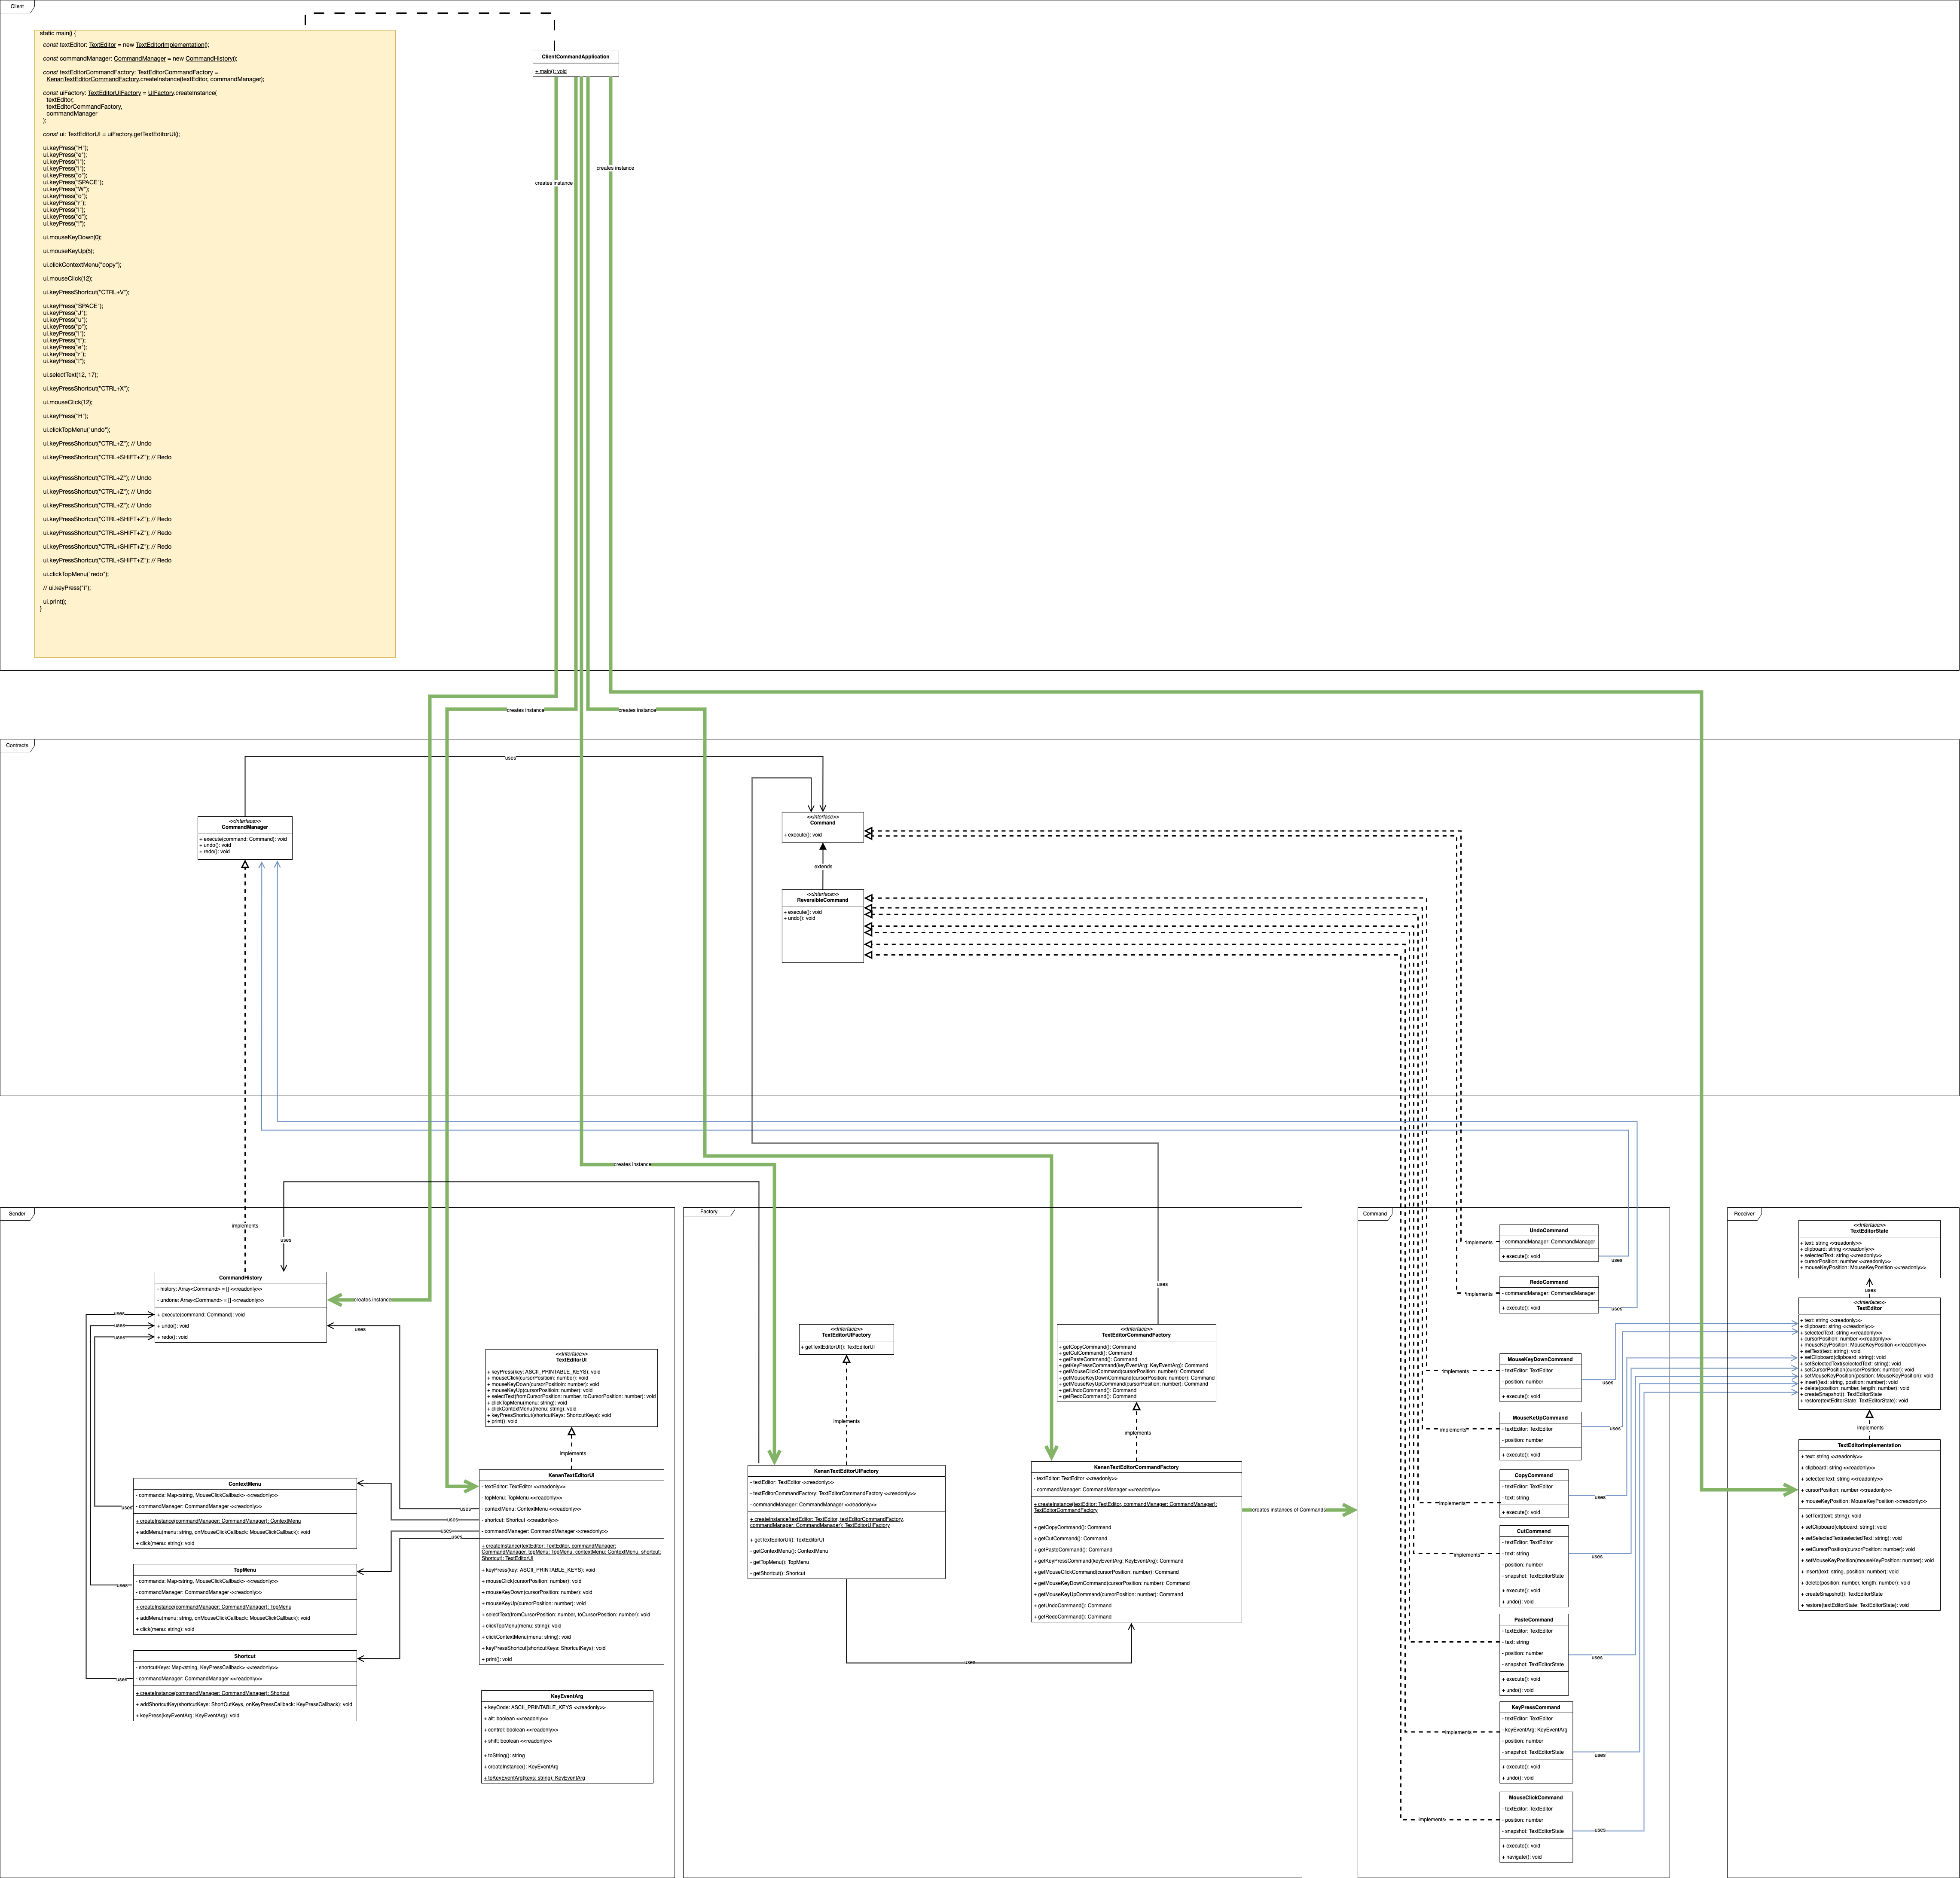 Client
static main() {
const textEditor: TextEditor = new TextEditorImplementation();
const commandManager: CommandManager = new CommandHistory();
const textEditorCommandFactory: TextEditorCommandFactory =
KenanTextEditorCommandFactory.createInstance(textEditor, commandManager);
const uiFactory: TextEditorUIFactory = UIFactory.createInstance(
textEditor,
textEditorCommandFactory,
commandManager
);
const ui: TextEditorUI = uiFactory.getTextEditorUI();
ui.keyPress("H");
ui.keyPress("e");
ui.keyPress("l");
ui.keyPress("l");
ui.keyPress("o");
ui.keyPress("SPACE");
ui.keyPress("W");
ui.keyPress("o");
ui.keyPress("r");
ui.keyPress("l");
ui.keyPress("d");
ui.keyPress("!");
ui.mouseKeyDown(0);
ui.mouseKeyUp(5);
ui.clickContextMenu("copy");
ui.mouseClick(12);
ui.keyPressShortcut("CTRL+V");
ui.keyPress("SPACE");
ui.keyPress("J");
ui.keyPress("u");
ui.keyPress("p");
ui.keyPress("i");
ui.keyPress("t");
ui.keyPress("e");
ui.keyPress("r");
ui.keyPress("!");
ui.selectText(12, 17);
ui.keyPressShortcut("CTRL+X");
ui.mouseClick(12);
ui.keyPress("H");
ui.clickTopMenu("undo");
ui.keyPressShortcut("CTRL+Z"); // Undo
ui.keyPressShortcut("CTRL+SHIFT+Z"); // Redo
ui.keyPressShortcut("CTRL+Z"); // Undo
ui.keyPressShortcut("CTRL+Z"); // Undo
ui.keyPressShortcut("CTRL+Z"); // Undo
ui.keyPressShortcut("CTRL+SHIFT+Z"); // Redo
ui.keyPressShortcut("CTRL+SHIFT+Z"); // Redo
ui.keyPressShortcut("CTRL+SHIFT+Z"); // Redo
ui.keyPressShortcut("CTRL+SHIFT+Z"); // Redo
ui.clickTopMenu("redo");
// ui.keyPress("i");
ui.print();
}
ClientCommandApplication
+ main(): void
creates instance
creates instance
creates instance
creates instance
Contracts
uses
<<Interface>>
CommandManager
+ execute(command: Command): void
+ undo(): void
+ redo(): void
<<Interface>>
Command
+ execute(): void
extends
<<Interface>>
ReversibleCommand
+ execute(): void
+ undo(): void
creates instance
Sender
implements
uses
CommandHistory
- history: Array<Command> = [] <<readonly>>
- undone: Array<Command> = [] <<readonly>>
+ execute(command: Command): void
+ undo(): void
+ redo(): void
creates instance
uses
uses
uses
uses
<<Interface>>
TextEditorUI
+ keyPress(key: ASCII_PRINTABLE_KEYS): void
+ mouseClick(cursorPosition: number): void
+ mouseKeyDown(cursorPosition: number): void
+ mouseKeyUp(cursorPosition: number): void
+ selectText(fromCursorPosition: number, toCursorPosition: number): void
+ clickTopMenu(menu: string): void
+ clickContextMenu(menu: string): void
+ keyPressShortcut(shortcutKeys: ShortcutKeys): void
+ print(): void
implements
KenanTextEditorUI
- textEditor: TextEditor <<readonly>>
- topMenu: TopMenu <<readonly>>
- contextMenu: ContextMenu <<readonly>>
- shortcut: Shortcut <<readonly>>
- commandManager: CommandManager <<readonly>>
+ createInstance(textEditor: TextEditor, commandManager:
CommandManager, topMenu: TopMenu, contextMenu: ContextMenu, shortcut:
Shortcut): TextEditorUI
+ keyPress(key: ASCII_PRINTABLE_KEYS): void
+ mouseClick(cursorPosition: number): void
+ mouseKeyDown(cursorPosition: number): void
+ mouseKeyUp(cursorPosition: number): void
+ selectText(fromCursorPosition: number, toCursorPosition: number): void
+ clickTopMenu(menu: string): void
+ clickContextMenu(menu: string): void
+ keyPressShortcut(shortcutKeys: ShortcutKeys): void
+ print(): void
uses
uses
uses
ContextMenu
- commands: Map<string, MouseClickCallback> <<readonly>>
- commandManager: CommandManager <<readonly>>
+ createInstance(commandManager: CommandManager): ContextMenu
+ addMenu(menu: string, onMouseClickCallback: MouseClickCallback): void
+ click(menu: string): void
uses
TopMenu
- commands: Map<string, MouseClickCallback> <<readonly>>
- commandManager: CommandManager <<readonly>>
+ createInstance(commandManager: CommandManager): TopMenu
+ addMenu(menu: string, onMouseClickCallback: MouseClickCallback): void
+ click(menu: string): void
uses
Shortcut
- shortcutKeys: Map<string, KeyPressCallback> <<readonly>>
- commandManager: CommandManager <<readonly>>
+ createInstance(commandManager: CommandManager): Shortcut
+ addShortcutKey(shortcutKeys: ShortCutKeys, onKeyPressCallback: KeyPressCallback): void
+ keyPress(keyEventArg: KeyEventArg): void
uses
KeyEventArg
+ keyCode: ASCII_PRINTABLE_KEYS <<readonly>>
+ alt: boolean <<readonly>>
+ control: boolean <<readonly>>
+ shift: boolean <<readonly>>
+ toString(): string
+ createInstance(): KeyEventArg
+ toKeyEventArg(keys: string): KeyEventArg
Factory
<<Interface>>
TextEditorUIFactory
+ getTextEditorUI(): TextEditorUI
implements
KenanTextEditorUIFactory
- textEditor: TextEditor <<readonly>>
- textEditorCommandFactory: TextEditorCommandFactory <<readonly>>
- commandManager: CommandManager <<readonly>>
+ createInstance(textEditor: TextEditor, textEditorCommandFactory,
commandManager: CommandManager): TextEditorUIFactory
+ getTextEditorUI(): TextEditorUI
- getContextMenu(): ContextMenu
- getTopMenu(): TopMenu
- getShortcut(): Shortcut
uses
uses
<<Interface>>
TextEditorCommandFactory
+ getCopyCommand(): Command
+ getCutCommand(): Command
+ getPasteCommand(): Command
+ getKeyPressCommand(keyEventArg: KeyEventArg): Command
+ getMouseClickCommand(cursorPosition: number): Command
+ getMouseKeyDownCommand(cursorPosition: number): Command
+ getMouseKeyUpCommand(cursorPosition: number): Command
+ getUndoCommand(): Command
+ getRedoCommand(): Command
implements
KenanTextEditorCommandFactory
- textEditor: TextEditor <<readonly>>
- commandManager: CommandManager <<readonly>>
+ createInstance(textEditor: TextEditor, commandManager: CommandManager):
TextEditorCommandFactory
+ getCopyCommand(): Command
+ getCutCommand(): Command
+ getPasteCommand(): Command
+ getKeyPressCommand(keyEventArg: KeyEventArg): Command
+ getMouseClickCommand(cursorPosition: number): Command
+ getMouseKeyDownCommand(cursorPosition: number): Command
+ getMouseKeyUpCommand(cursorPosition: number): Command
+ getUndoCommand(): Command
+ getRedoCommand(): Command
creates instances of Commands
Command
UndoCommand
- commandManager: CommandManager
+ execute(): void
implements
uses
RedoCommand
- commandManager: CommandManager
+ execute(): void
implements
uses
MouseKeyDownCommand
- textEditor: TextEditor
- position: number
+ execute(): void
implements
uses
MouseKeUpCommand
- textEditor: TextEditor
- position: number
+ execute(): void
implements
uses
CopyCommand
- textEditor: TextEditor
- text: string
+ execute(): void
implements
uses
CutCommand
- textEditor: TextEditor
- text: string
- position: number
- snapshot: TextEditorState
+ execute(): void
+ undo(): void
implements
uses
PasteCommand
- textEditor: TextEditor
- text: string
- position: number
- snapshot: TextEditorState
+ execute(): void
+ undo(): void
uses
KeyPressCommand
- textEditor: TextEditor
- keyEventArg: KeyEventArg
- position: number
- snapshot: TextEditorState
+ execute(): void
+ undo(): void
implements
uses
MouseClickCommand
- textEditor: TextEditor
- position: number
- snapshot: TextEditorState
+ execute(): void
+ navigate(): void
implements
uses
Receiver
<<Interface>>
TextEditorState
+ text: string <<readonly>>
+ clipboard: string <<readonly>>
+ selectedText: string <<readonly>>
+ cursorPosition: number <<readonly>>
+ mouseKeyPosition: MouseKeyPosition <<readonly>>
uses
<<Interface>>
TextEditor
+ text: string <<readonly>>
+ clipboard: string <<readonly>>
+ selectedText: string <<readonly>>
+ cursorPosition: number <<readonly>>
+ mouseKeyPosition: MouseKeyPosition <<readonly>>
+ setText(text: string): void
+ setClipboard(clipboard: string): void
+ setSelectedText(selectedText: string): void
+ setCursorPosition(cursorPosition: number): void
+ setMouseKeyPosition(position: MouseKeyPosition): void
+ insert(text: string, position: number): void
+ delete(position: number, length: number): void
+ createSnapshot(): TextEditorState
+ restore(textEditorState: TextEditorState): void
implements
TextEditorImplementation
+ text: string <<readonly>>
+ clipboard: string <<readonly>>
+ selectedText: string <<readonly>>
+ cursorPosition: number <<readonly>>
+ mouseKeyPosition: MouseKeyPosition <<readonly>>
+ setText(text: string): void
+ setClipboard(clipboard: string): void
+ setSelectedText(selectedText: string): void
+ setCursorPosition(cursorPosition: number): void
+ setMouseKeyPosition(mouseKeyPosition: number): void
+ insert(text: string, position: number): void
+ delete(position: number, length: number): void
+ createSnapshot(): TextEditorState
+ restore(textEditorState: TextEditorState): void